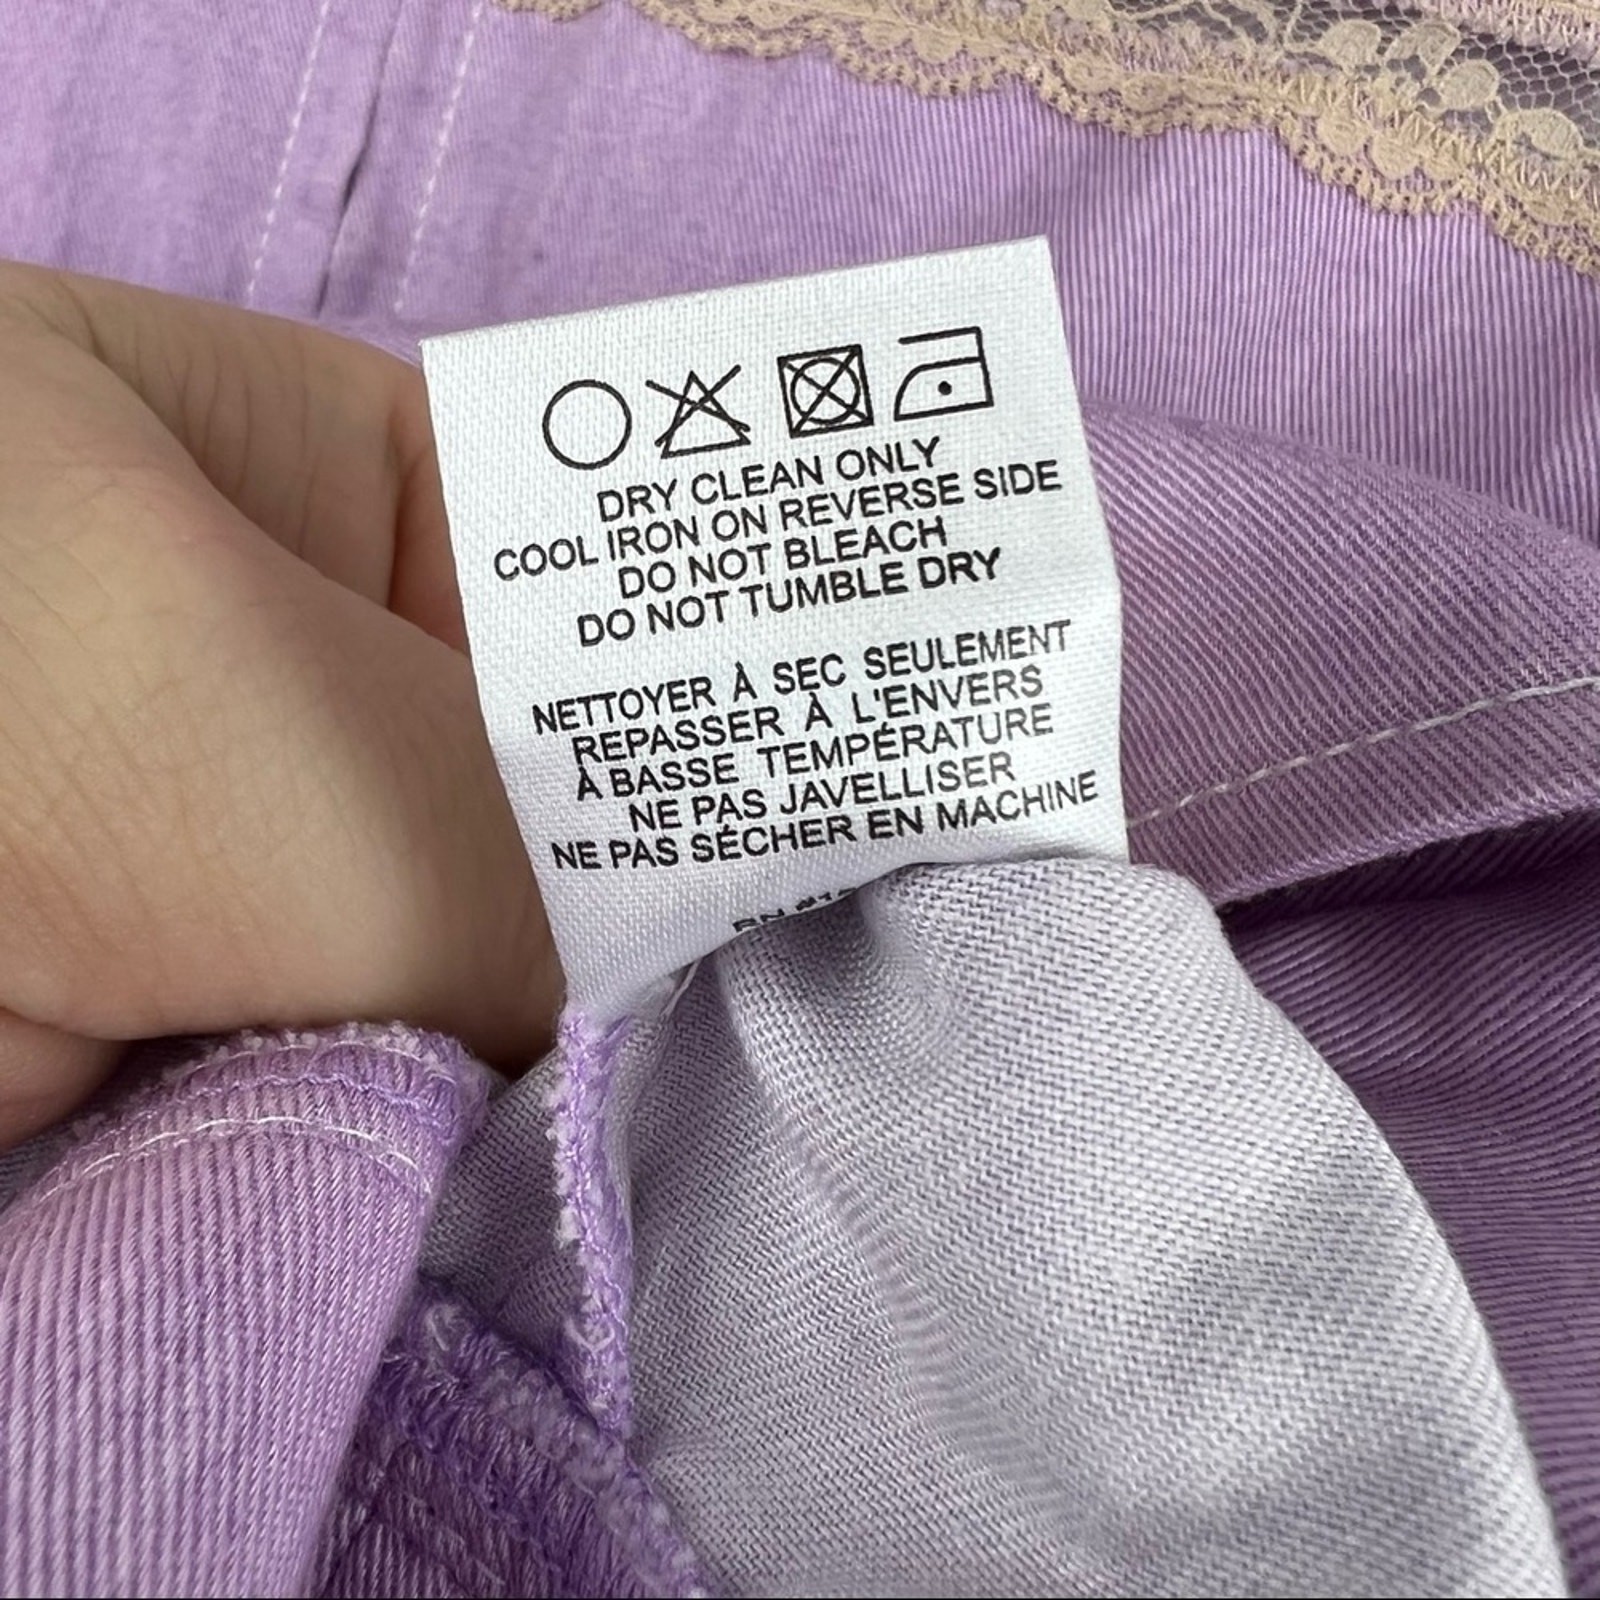 DRY CLEAN ONLY
COOL IRON ON REVERSE SIDE
DO NOT BLEACH
DO NOT TUMBLE DRY
NETTOYER À SEC SEULEMENT
REPASSER À L'ENVERS
À BASSE TEMPÉRATURE
NE PAS JAVELLISER
NE PAS SÉCHER EN MACHINE